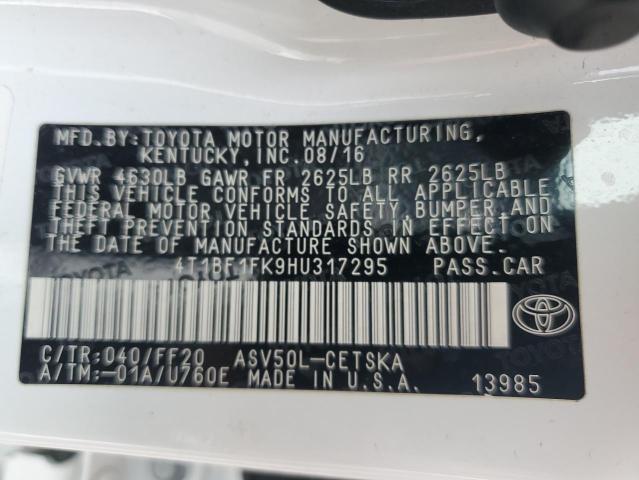 MFD.BY:TOYOTA MOTOR MANUFACTURING,
KENTUCKY, INC.08/16
GVWR 4630LB GAWR FR 2625LB RR 2625LB
THIS VEHICLE CONFORMS TO ALL APPLICABLE
FEDERAL MOTOR VEHICLE SAFETY,BUMPER,AND
THEFT PREVENTION STANDARDS IN EFFECT ON
THE DATE OF MANUFACTURE SHOWN ABOVE.
4T1BF1FK9HU317295 PASS.CAR
C/TR:040/FF20 ASV50L-CETSKA
A/TM:-01A/U760E MADE IN U.S.A. 13985